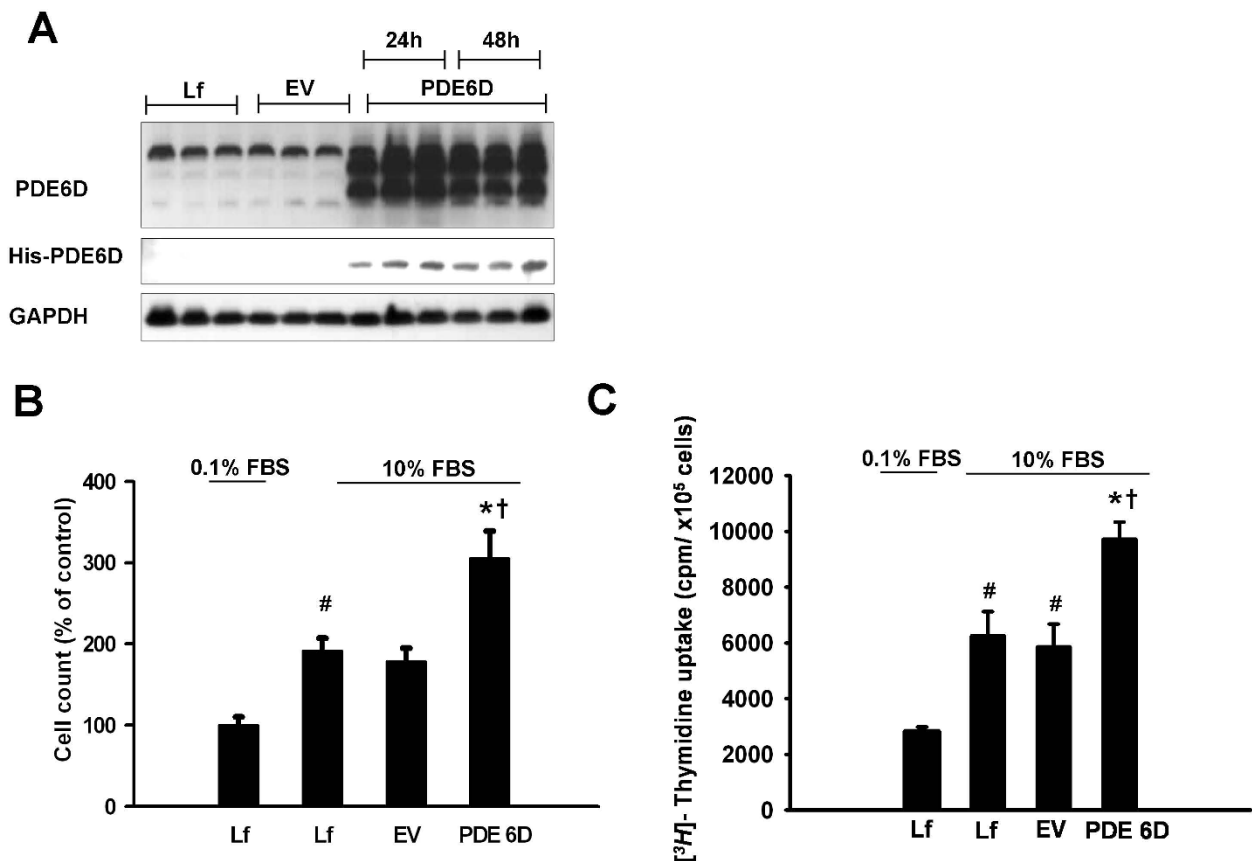 A
24h 48h
Lf EV PDE6D
PDE6D
His-PDE6D
GAPDH
B
0.1% FBS 10% FBS
Cell count (% of control)
400
300
200
100
0
# *†
Lf Lf EV PDE 6D
C
0.1% FBS 10% FBS
[³H]- Thymidine uptake (cpm/ x10⁵ cells)
12000
10000
8000
6000
4000
2000
0
# # *†
Lf Lf EV PDE 6D